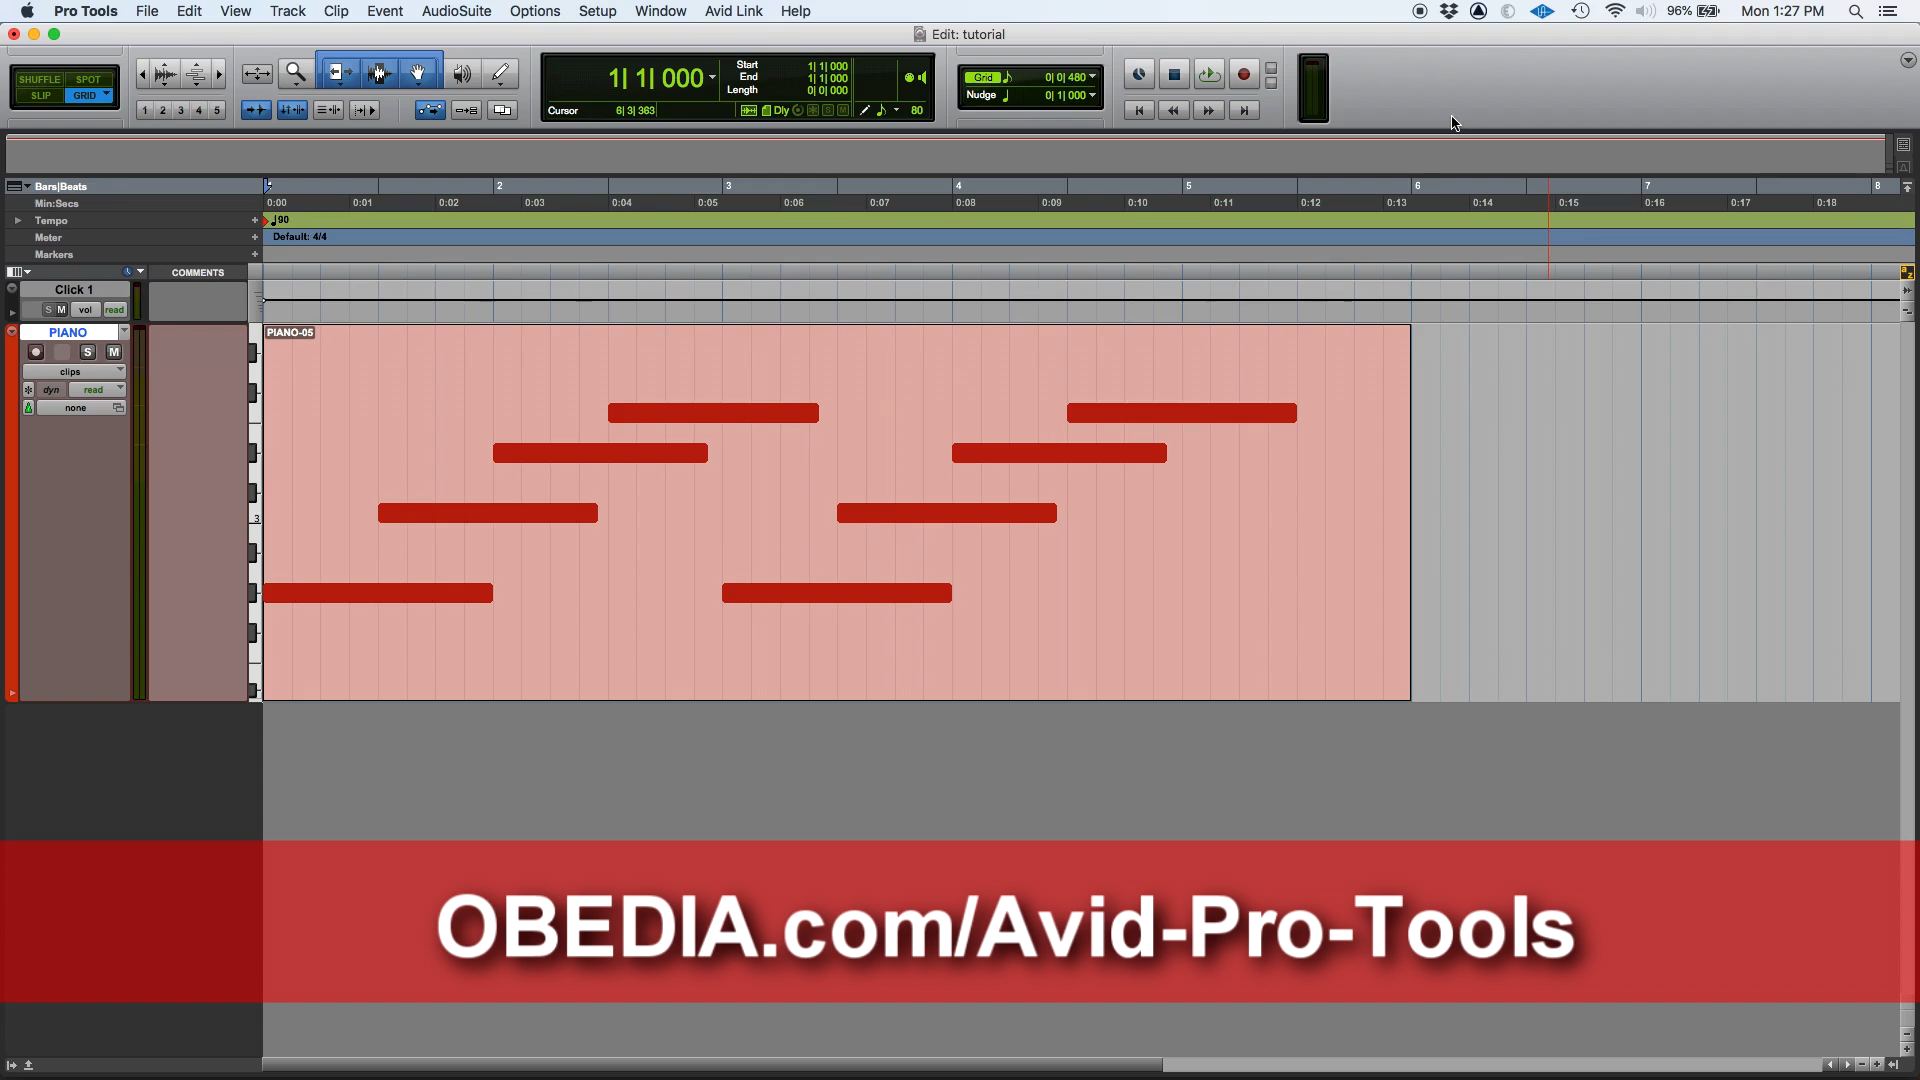 Pro Tools File Edit View Track Clip Event AudioSuite Options Setup Window Avid Link Help 96% Mon 1:27 PM
Edit: tutorial
SHUFFLE SPOT
SLIP GRID
1 2 3 4 5
1| 1| 000
Start 1| 1| 000
End 1| 1| 000
Length 0| 0| 000
Cursor 6| 3| 363 Dly S M 80
Grid 0| 0| 480
Nudge 0| 1| 000
Bars|Beats 2 3 4 5 6 7 8
Min:Secs 0:00 0:01 0:02 0:03 0:04 0:05 0:06 0:07 0:08 0:09 0:10 0:11 0:12 0:13 0:14 0:15 0:16 0:17 0:18
Tempo + 90
Meter + Default: 4/4
Markers +
COMMENTS
Click 1
S M vol read
PIANO PIANO-05
S M
clips
dyn read
none
3
OBEDIA.com/Avid-Pro-Tools